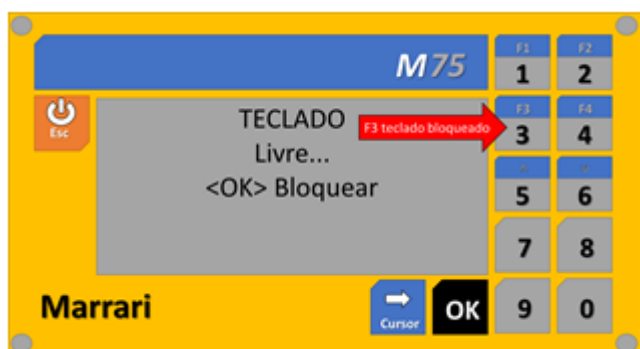 M75
Esc
TECLADO
Livre...
<OK> Bloquear
F3 teclado bloqueado
F1
1
F2
2
F3
3
F4
4
5
6
7
8
Marrari
Cursor
OK
9
0